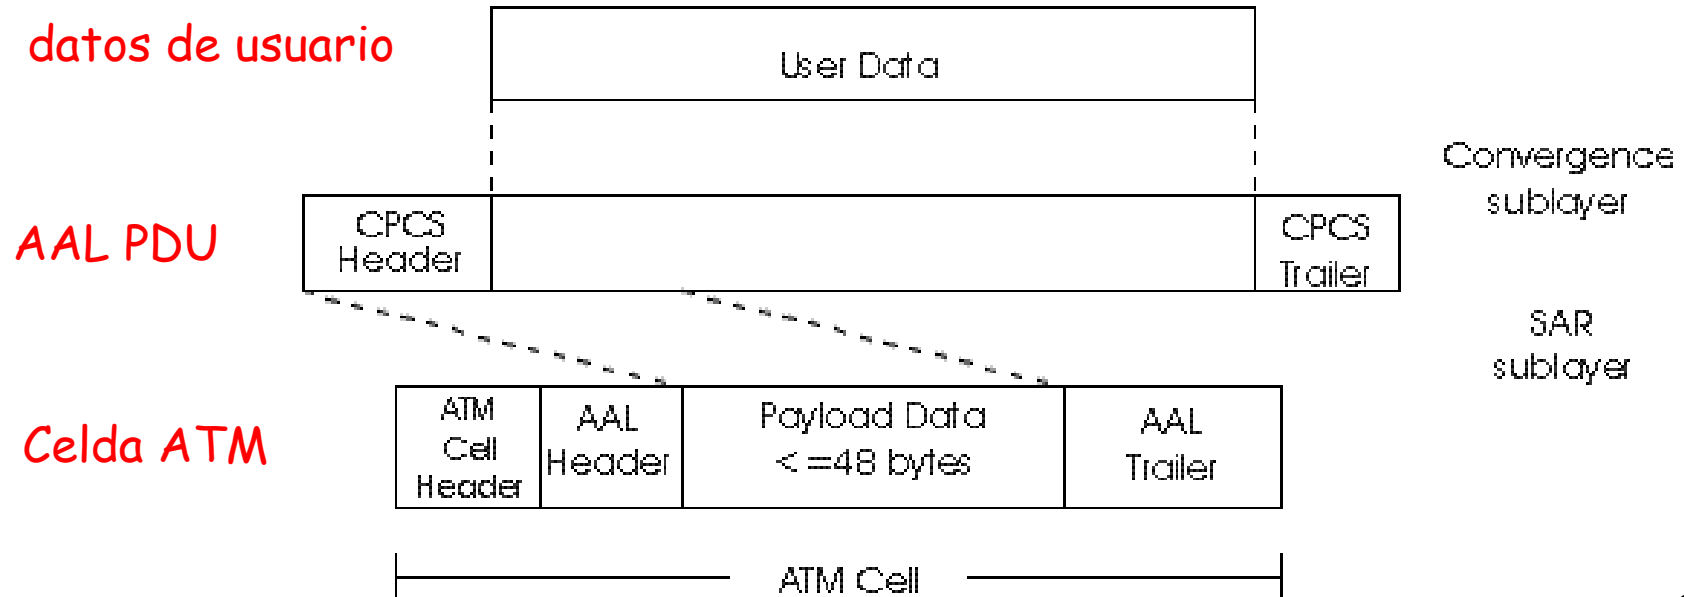 datos de usuario
User Data
Convergence
sublayer
AAL PDU
CPCS
Header
CPCS
Trailer
SAR
sublayer
Celda ATM
ATM
Cell
Header
AAL
Header
Payload Data
<=48 bytes
AAL
Trailer
ATM Cell